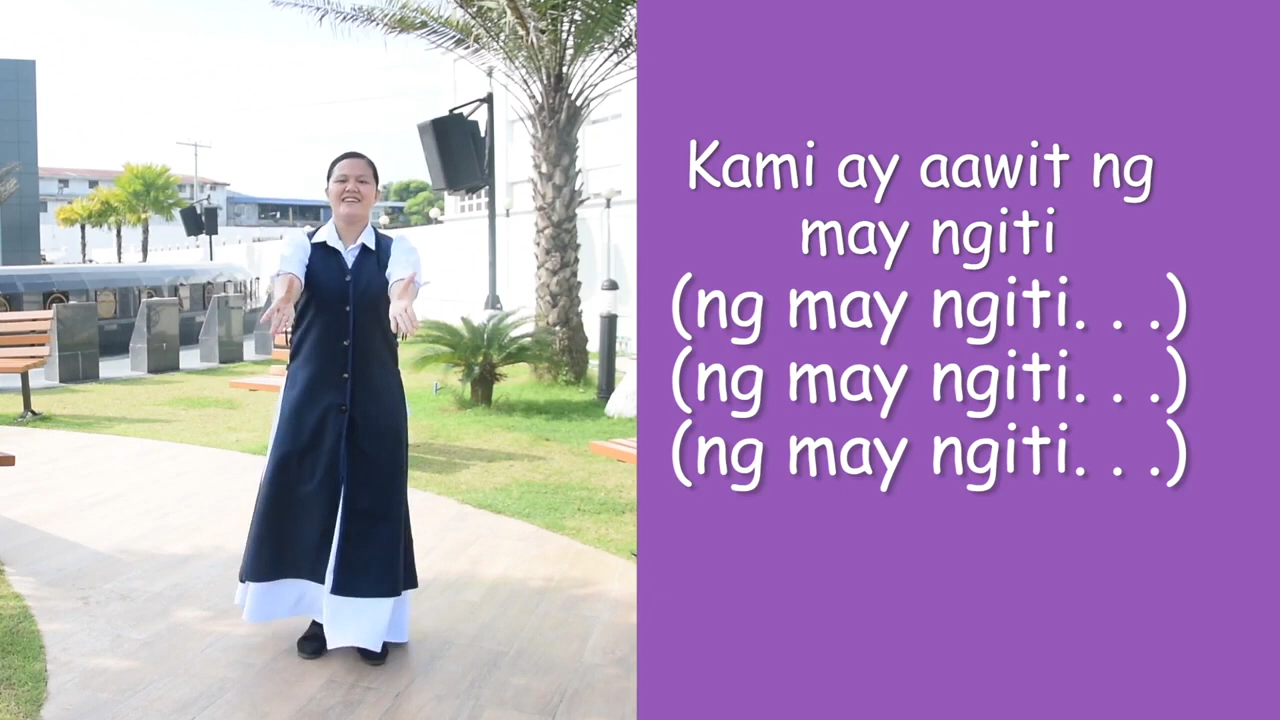 Kami ay aawit ng
may ngiti
(ng may ngiti. . .)
(ng may ngiti. . .)
(ng may ngiti. . .)